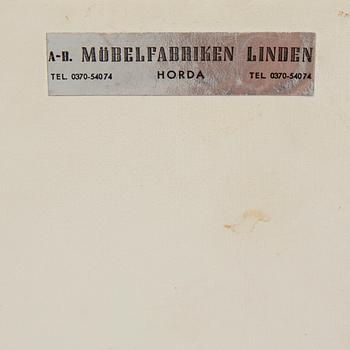 A-B. MÖBELFABRIKEN LINDEN
TEL. 0370-54074 HORDA TEL. 0370-54074